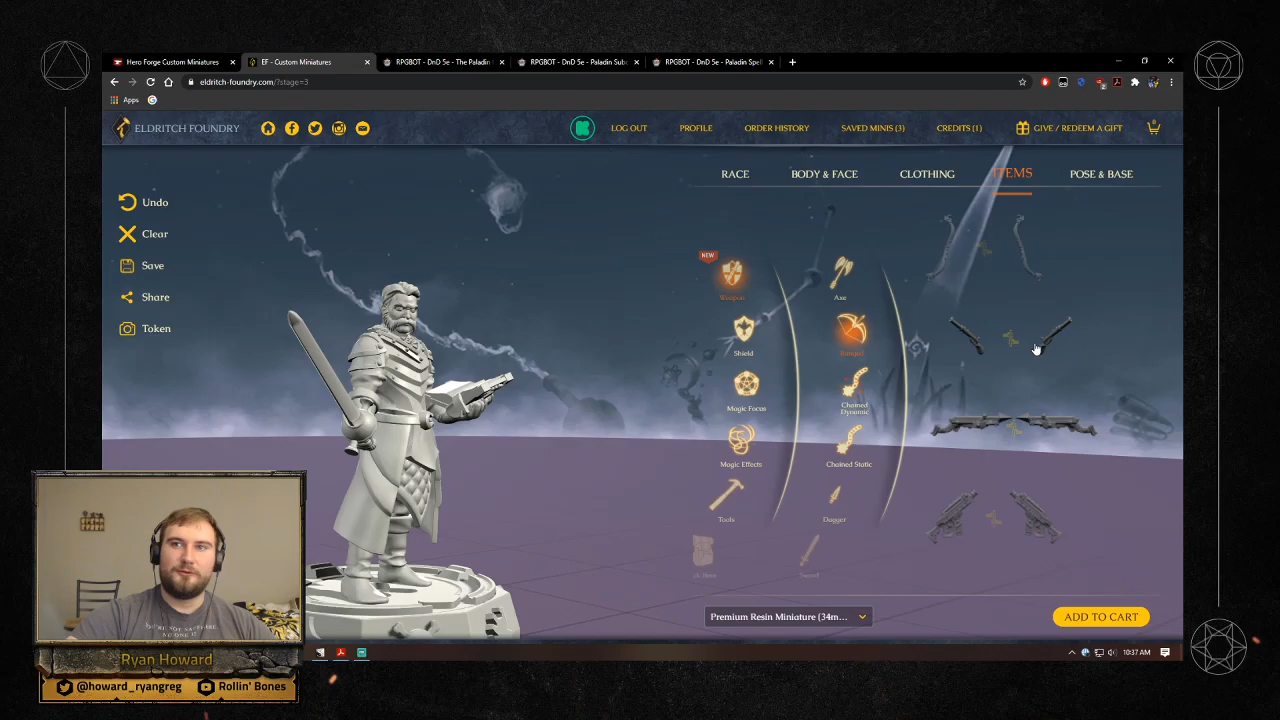 Hero Forge Custom Miniatures
EF - Custom Miniatures
RPGBOT - DnD 5e - The Paladin
RPGBOT - DnD 5e - Paladin Subc
RPGBOT - DnD 5e - Paladin Spell
eldritch-foundry.com/?stage=3
Apps
ELDRITCH FOUNDRY
LOG OUT
PROFILE
ORDER HISTORY
SAVED MINIS (3)
CREDITS (1)
GIVE / REDEEM A GIFT
0
RACE
BODY & FACE
CLOTHING
ITEMS
POSE & BASE
Undo
Clear
Save
Share
Token
NEW
Weapon
Shield
Magic Focus
Magic Effects
Tools
Axe
Ranged
Chained
Dynamic
Chained Static
Dagger
Sword
Premium Resin Miniature (34m...
ADD TO CART
10:37 AM
Ryan Howard
@howard_ryangreg
Rollin' Bones